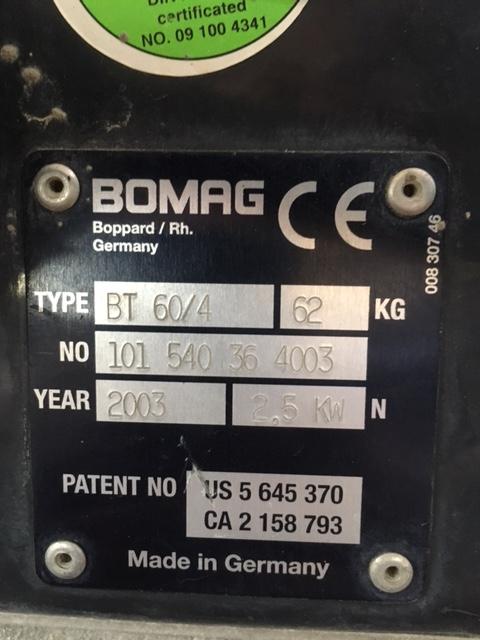 certificated
NO. 09 100 4341
BOMAG CE
Boppard / Rh.
Germany
008 307 46
TYPE BT 60/4 62 KG
NO 101 540 36 4003
YEAR 2003 2,5 KW N
PATENT NO US 5 645 370
CA 2 158 793
Made in Germany